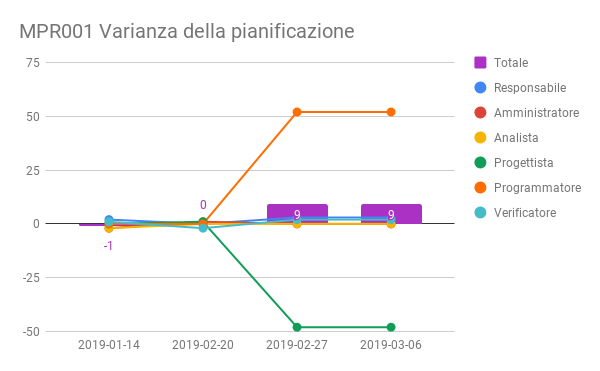 MPR001 Varianza della pianificazione
75
50
25
0
-25
-50
-1
0
9
9
2019-01-14
2019-02-20
2019-02-27
2019-03-06
Totale
Responsabile
Amministratore
Analista
Progettista
Programmatore
Verificatore